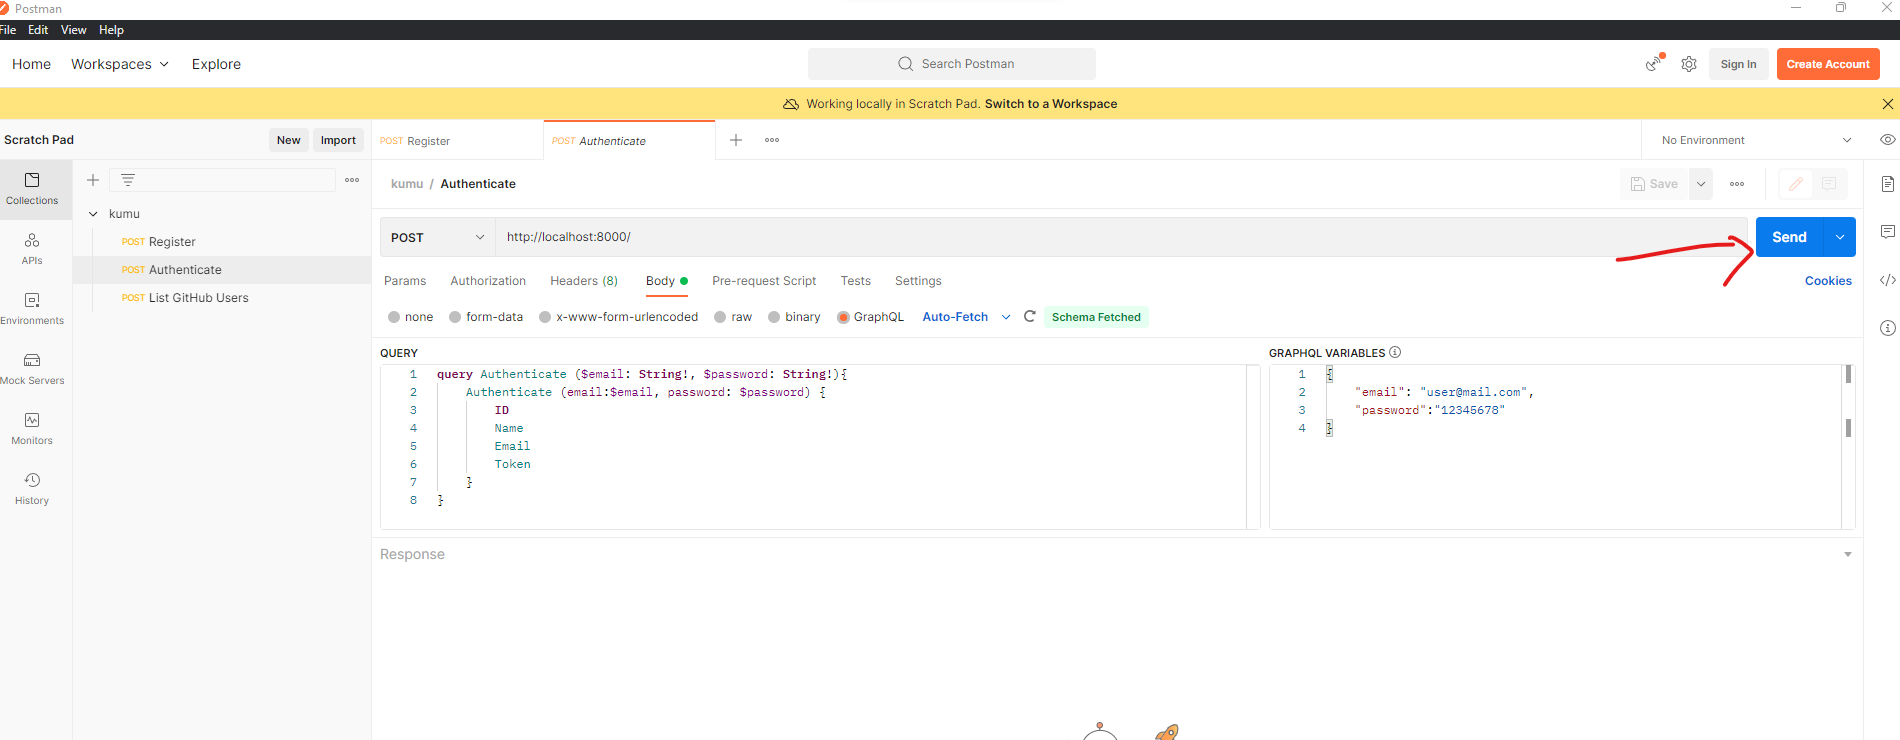 Postman
File Edit View Help
Home Workspaces Explore Search Postman Sign In Create Account
Working locally in Scratch Pad. Switch to a Workspace
Scratch Pad New Import POST Register POST Authenticate No Environment
kumu / Authenticate Save
Collections
kumu
POST Register
POST Authenticate
POST List GitHub Users
APIs
Environments
Mock Servers
Monitors
History
POST http://localhost:8000/ Send
Params Authorization Headers (8) Body Pre-request Script Tests Settings Cookies
none form-data x-www-form-urlencoded raw binary GraphQL Auto-Fetch Schema Fetched
QUERY
1 query Authenticate ($email: String!, $password: String!){
2 Authenticate (email:$email, password: $password) {
3 ID
4 Name
5 Email
6 Token
7 }
8 }
GRAPHQL VARIABLES
1 {
2 "email": "user@mail.com",
3 "password":"12345678"
4 }
Response